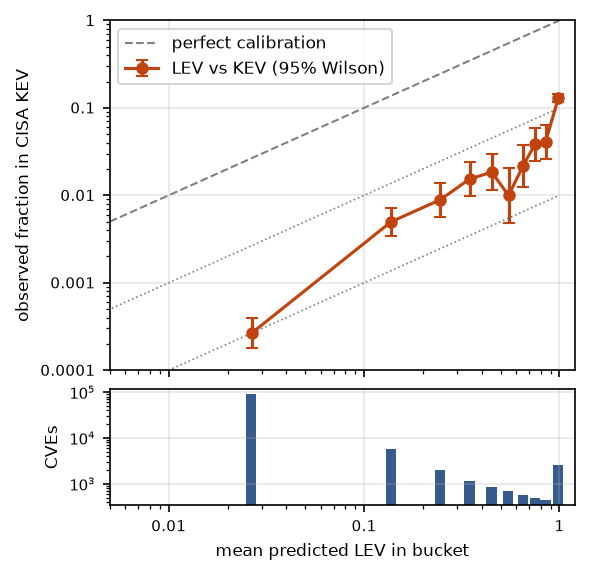 1
0.1
0.01
0.001
0.0001
observed fraction in CISA KEV
perfect calibration
LEV vs KEV (95% Wilson)
10⁵
10⁴
10³
CVEs
0.01
0.1
1
mean predicted LEV in bucket